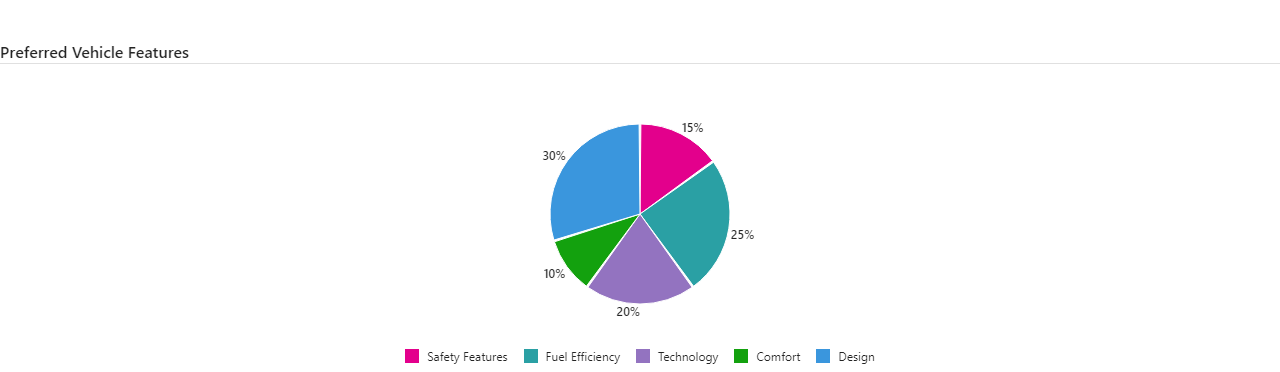 Preferred Vehicle Features
15%
30%
25%
10%
20%
Safety Features Fuel Efficiency Technology Comfort Design